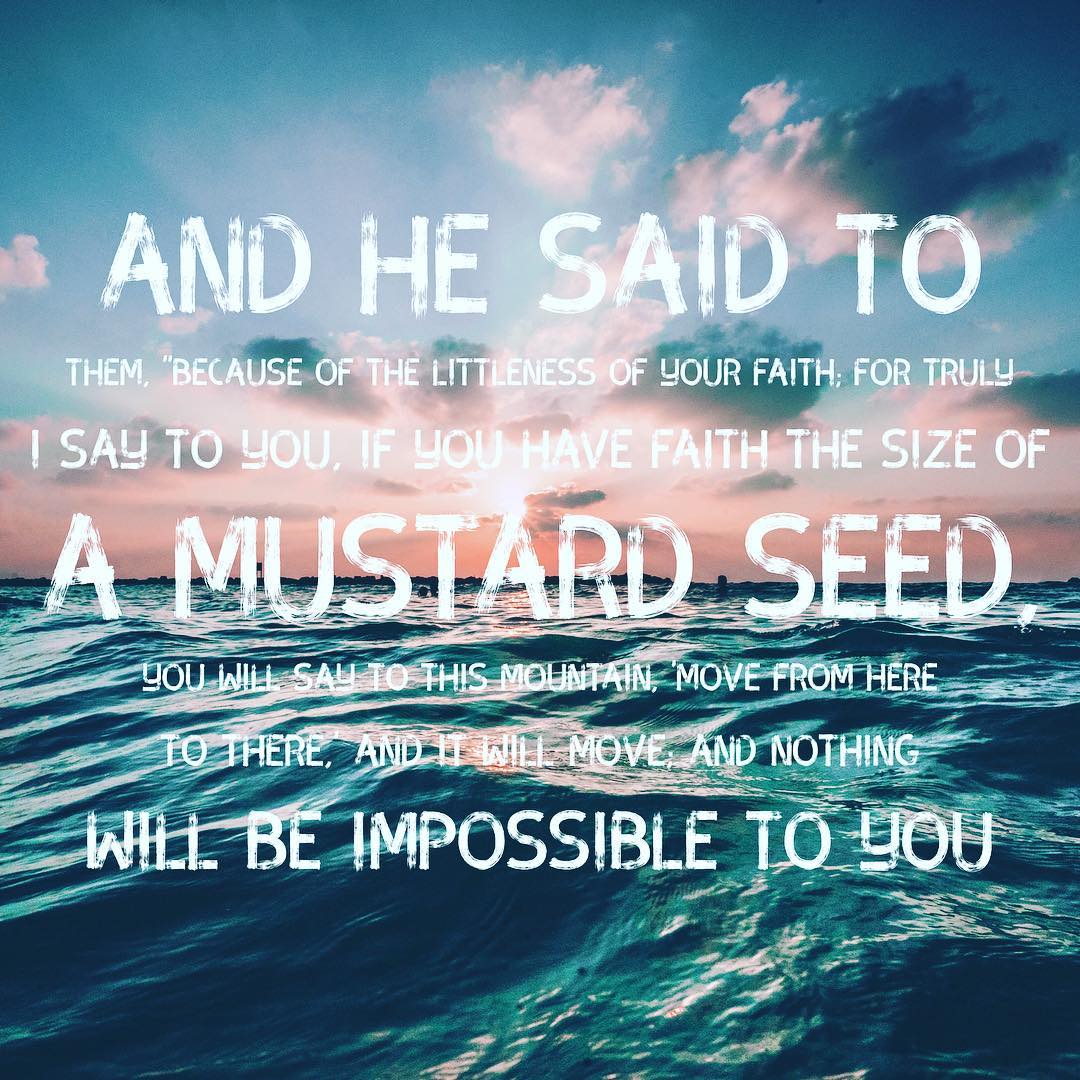 AND HE SAID TO
THEM, "BECAUSE OF THE LITTLENESS OF YOUR FAITH; FOR TRULY
I SAY TO YOU, IF YOU HAVE FAITH THE SIZE OF
A MUSTARD SEED,
YOU WILL SAY TO THIS MOUNTAIN, 'MOVE FROM HERE
TO THERE,' AND IT WILL MOVE; AND NOTHING
WILL BE IMPOSSIBLE TO YOU